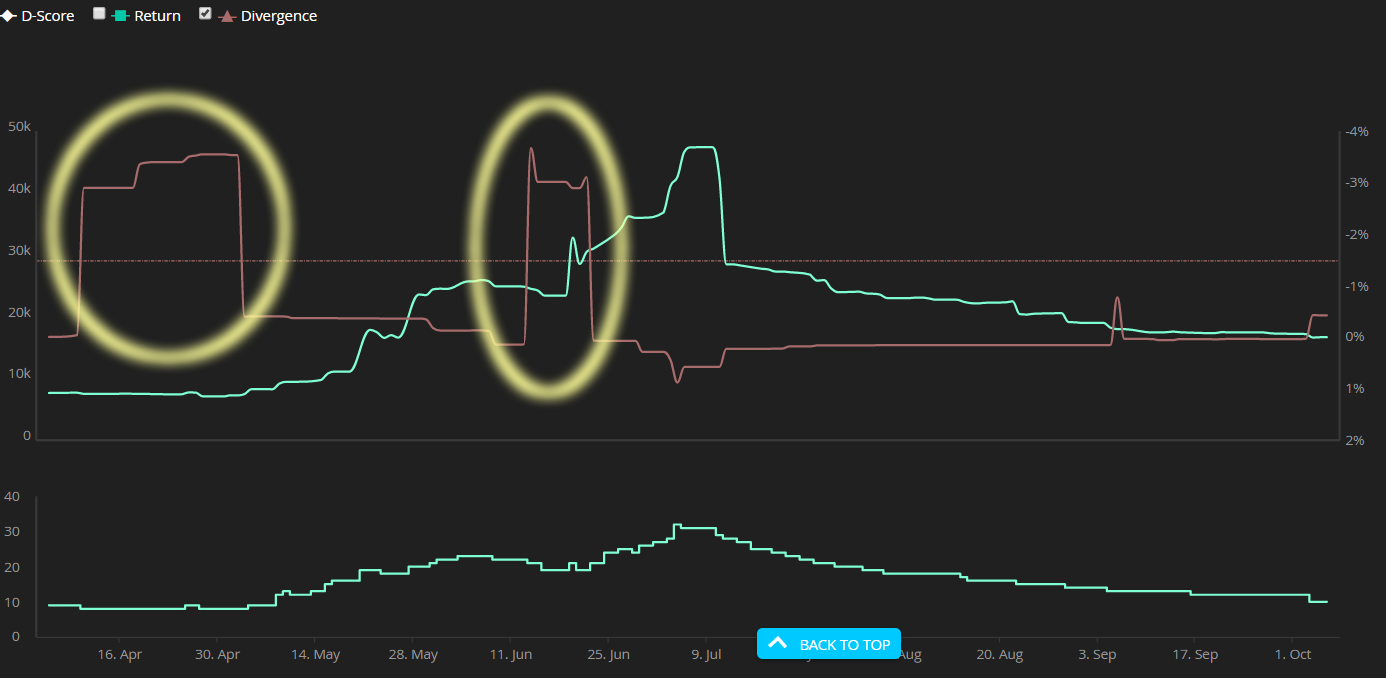 D-Score Return Divergence
50k -4%
40k -3%
30k -2%
-1%
20k
0%
10k
1%
0 2%
40
30
20
10
0
BACK TO TOP
16. Apr 30. Apr 14. May 28. May 11. Jun 25. Jun 9. Jul Aug 20. Aug 3. Sep 17. Sep 1. Oct